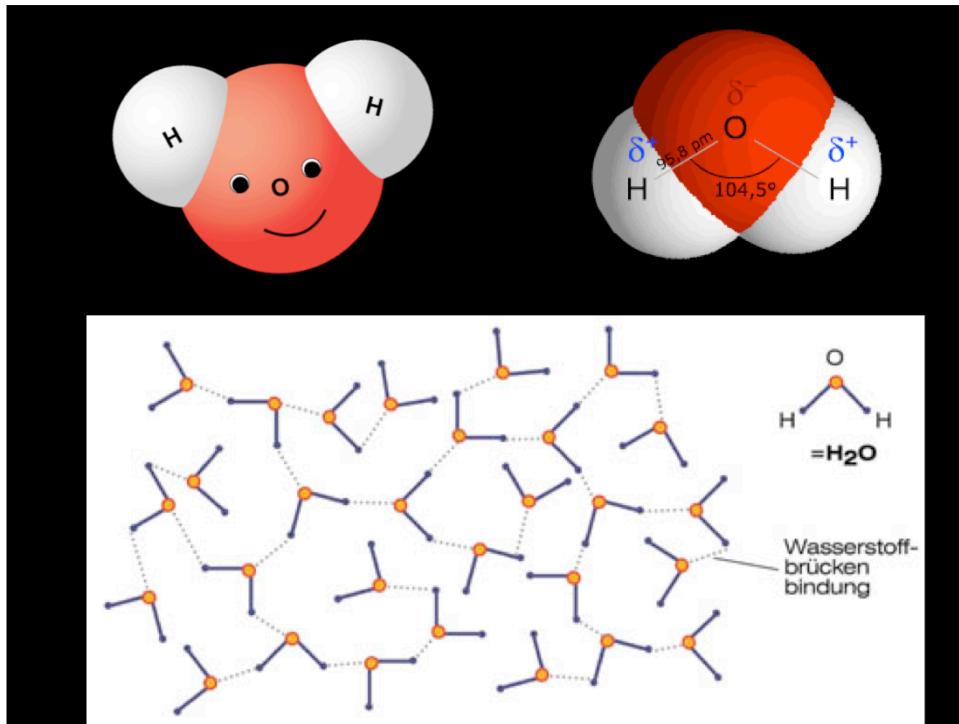 H
H
O
δ−
O
δ+
δ+
95,8 pm
H
H
104,5°
O
H
H
=H2O
Wasserstoff-
brücken
bindung